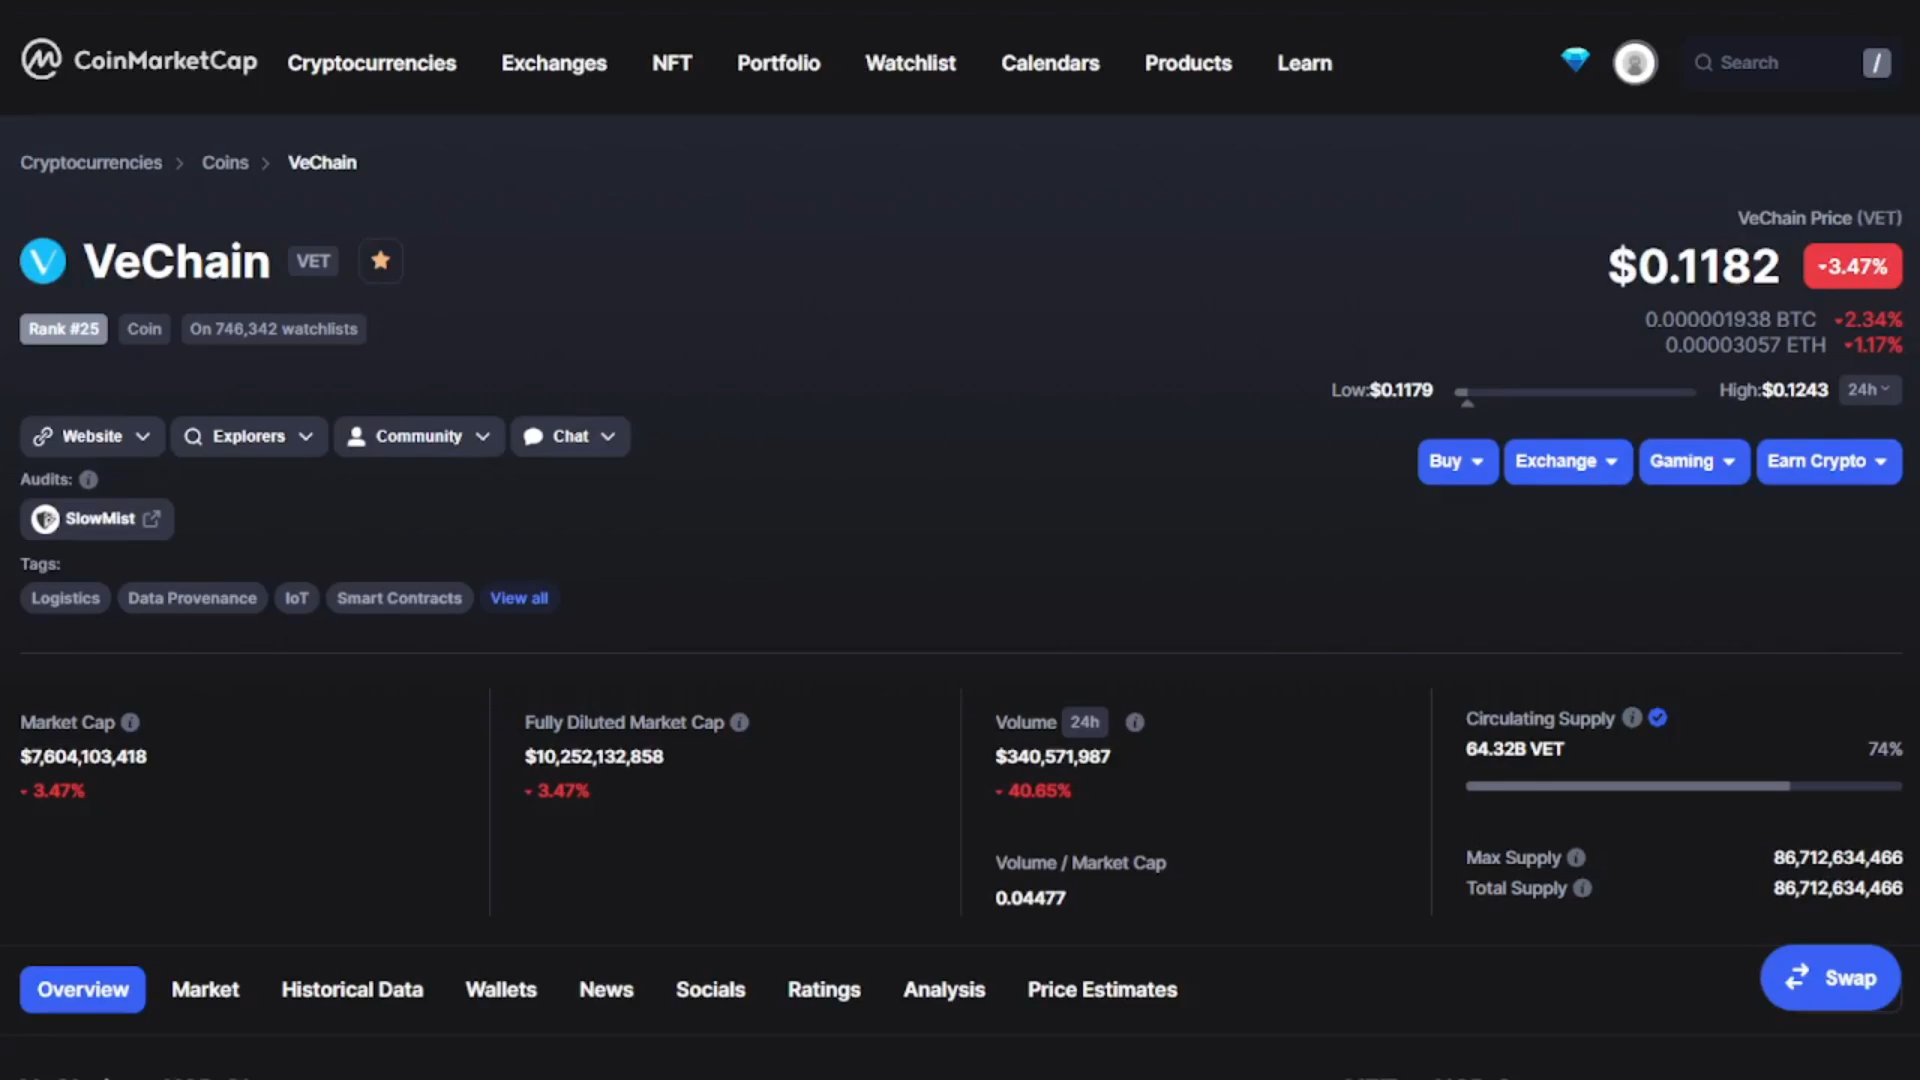 CoinMarketCap Cryptocurrencies Exchanges NFT Portfolio Watchlist Calendars Products Learn Search /
Cryptocurrencies > Coins > VeChain
VeChain Price (VET)
VeChain VET
$0.1182 -3.47%
Rank #25 Coin On 746,342 watchlists
0.000001938 BTC -2.34%
0.00003057 ETH -1.17%
Low:$0.1179 High:$0.1243 24h
Website Explorers Community Chat
Buy Exchange Gaming Earn Crypto
Audits:
SlowMist
Tags:
Logistics Data Provenance IoT Smart Contracts View all
Market Cap
$7,604,103,418
- 3.47%
Fully Diluted Market Cap
$10,252,132,858
- 3.47%
Volume 24h
$340,571,987
- 40.65%
Volume / Market Cap
0.04477
Circulating Supply
64.32B VET 74%
Max Supply 86,712,634,466
Total Supply 86,712,634,466
Swap
Overview Market Historical Data Wallets News Socials Ratings Analysis Price Estimates